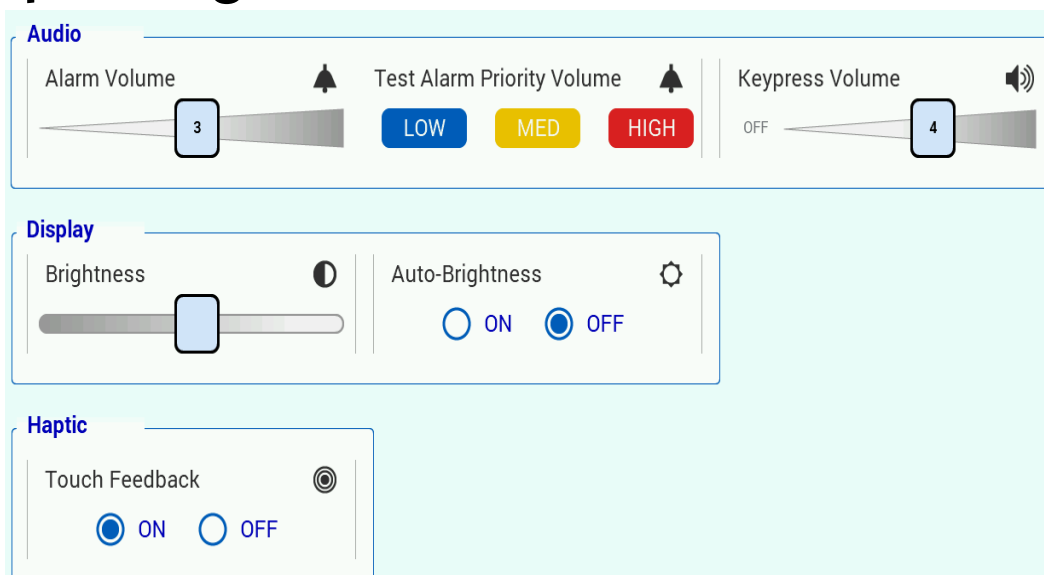 Audio
Alarm Volume
3
Test Alarm Priority Volume
LOW MED HIGH
Keypress Volume
OFF 4
Display
Brightness
Auto-Brightness
ON OFF
Haptic
Touch Feedback
ON OFF